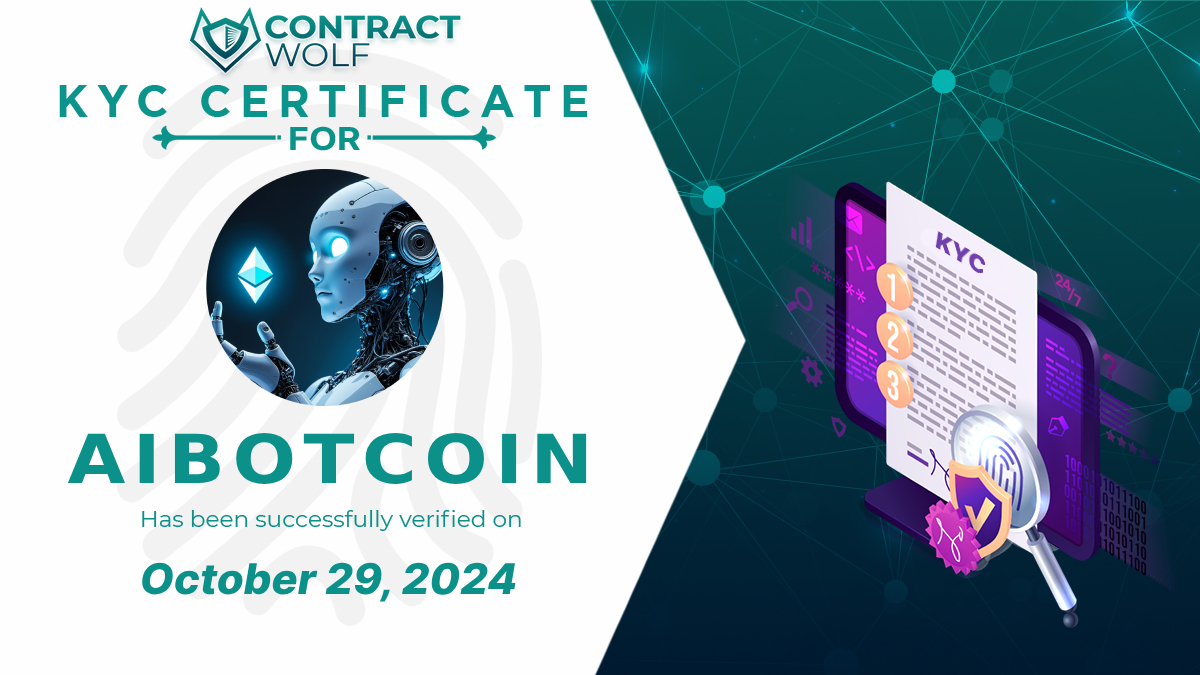 CONTRACT
WOLF
KYC CERTIFICATE
FOR
AIBOTCOIN
Has been successfully verified on
October 29, 2024
KYC
1
2
3
24/7